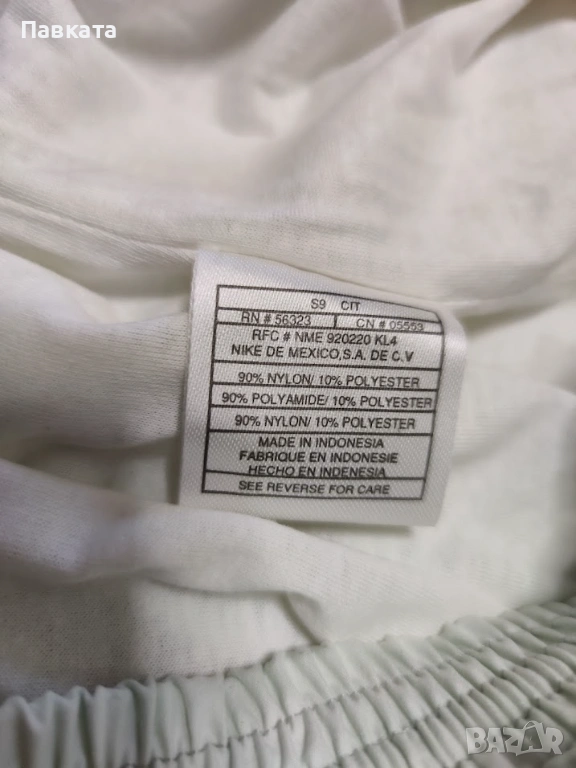 Павката
S9 CIT
RN # 56323 CN # 05553
RFC # NME 920220 KL4
NIKE DE MEXICO,S.A. DE C.V
90% NYLON/ 10% POLYESTER
90% POLYAMIDE/ 10% POLYESTER
90% NYLON/ 10% POLYESTER
MADE IN INDONESIA
FABRIQUE EN INDONESIE
HECHO EN INDENESIA
SEE REVERSE FOR CARE
BAZAR